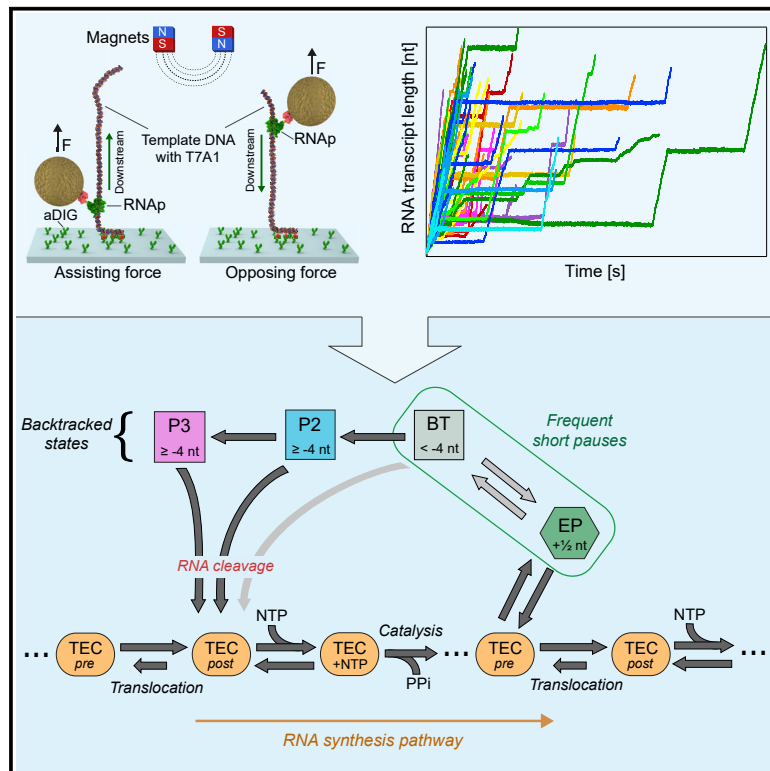 Magnets
N
S
S
N
F
F
Template DNA
with T7A1
Downstream
Downstream
RNAp
RNAp
aDIG
Assisting force
Opposing force
RNA transcript length [nt]
Time [s]
Backtracked
states
{
P3
≥ -4 nt
P2
≥ -4 nt
BT
< -4 nt
Frequent
short pauses
EP
+½ nt
RNA cleavage
... TEC
pre
Translocation
TEC
post
NTP
TEC
+NTP
Catalysis
PPi
... TEC
pre
Translocation
TEC
post
NTP
...
RNA synthesis pathway